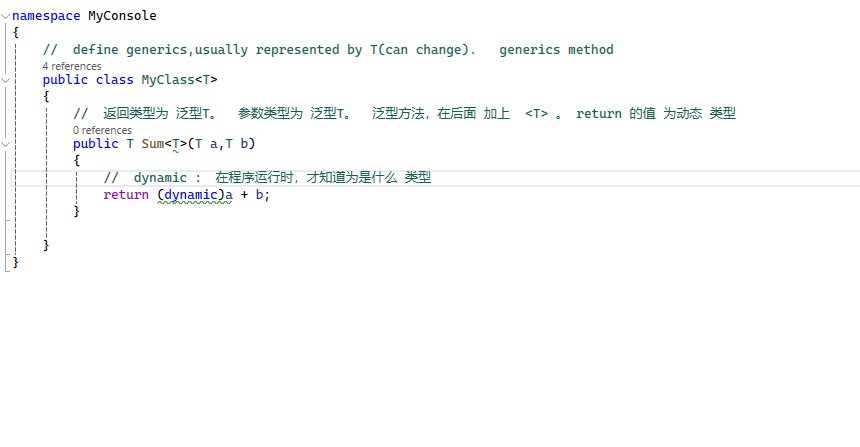 namespace MyConsole
{
// define generics,usually represented by T(can change).   generics method
4 references
public class MyClass<T>
{
// 返回类型为 泛型T。 参数类型为 泛型T。 泛型方法，在后面 加上 <T> 。 return 的值 为动态 类型
0 references
public T Sum<T>(T a,T b)
{
// dynamic : 在程序运行时，才知道为是什么 类型
return (dynamic)a + b;
}
}
}